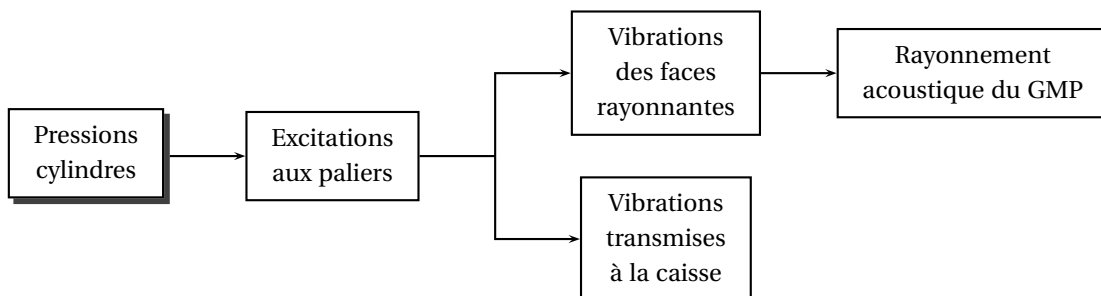 Pressions
cylindres
Excitations
aux paliers
Vibrations
des faces
rayonnantes
Rayonnement
acoustique du GMP
Vibrations
transmises
à la caisse